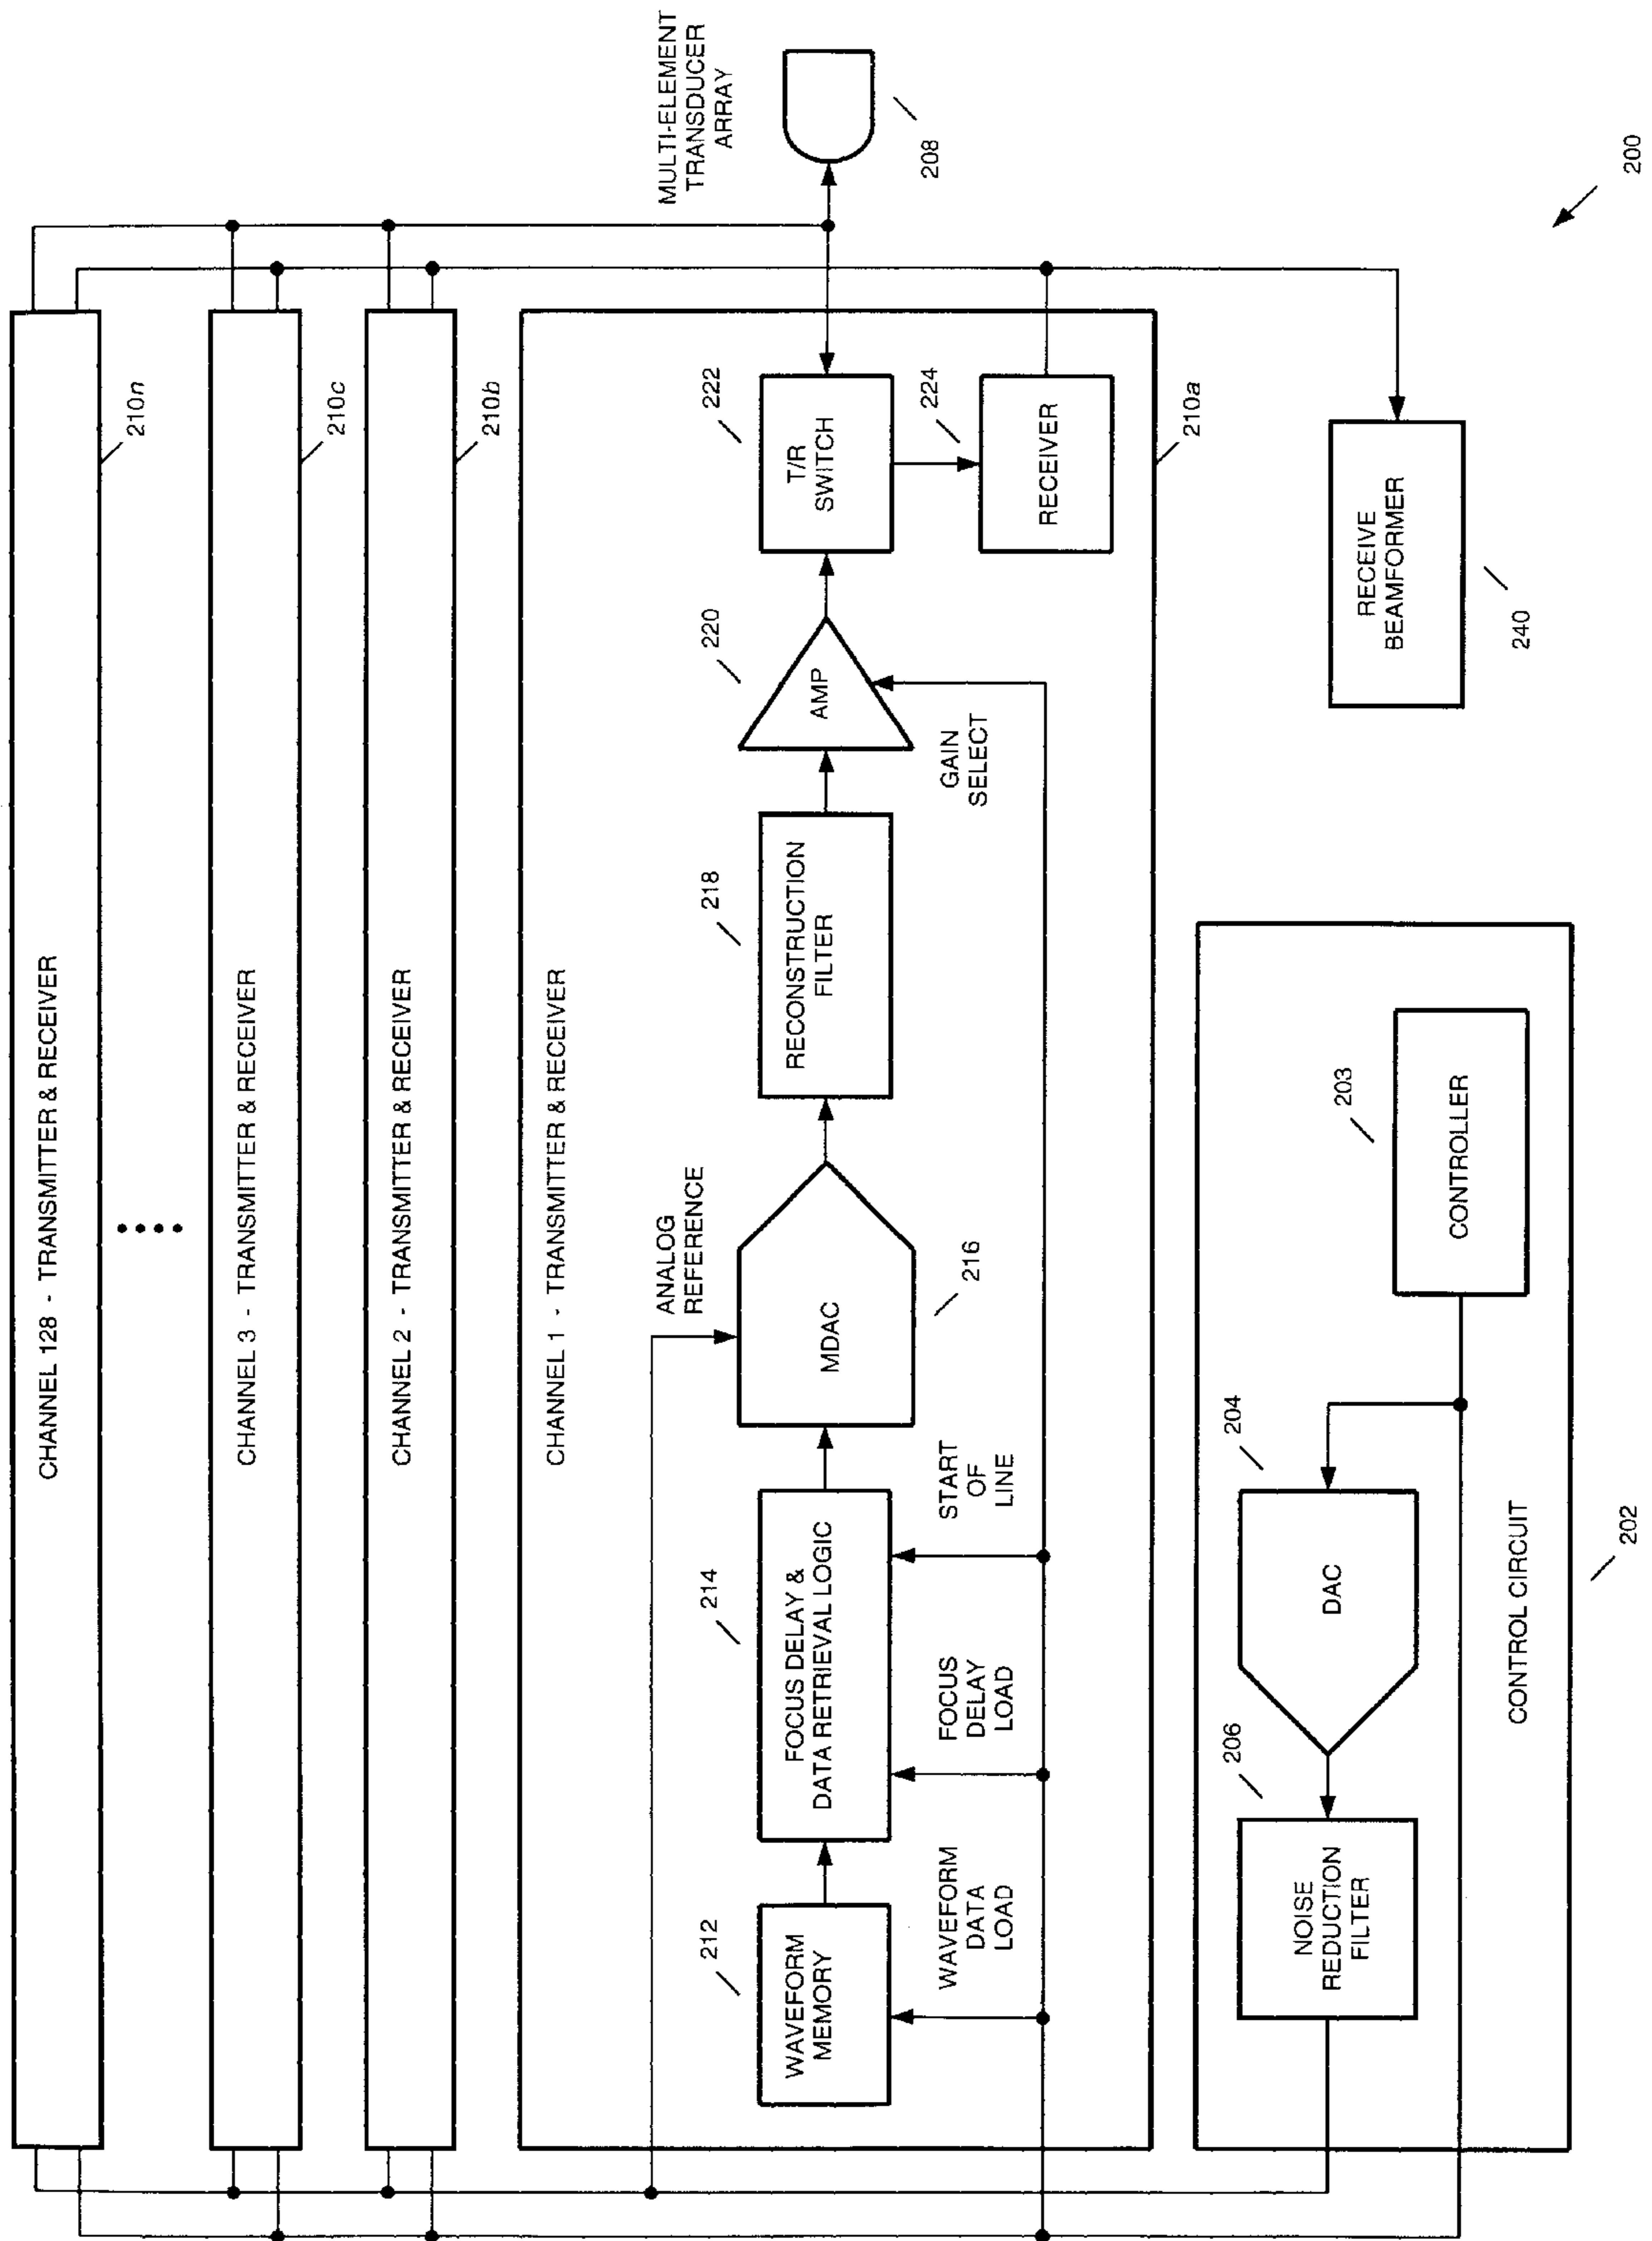 CHANNEL 128 - TRANSMITTER & RECEIVER
210n
CHANNEL 3 - TRANSMITTER & RECEIVER
210c
CHANNEL 2 - TRANSMITTER & RECEIVER
210b
CHANNEL 1 - TRANSMITTER & RECEIVER
210a
MULTI-ELEMENT
TRANSDUCER
ARRAY
208
ANALOG
REFERENCE
212
WAVEFORM
MEMORY
214
FOCUS DELAY &
DATA RETRIEVAL LOGIC
MDAC
216
218
RECONSTRUCTION
FILTER
220
AMP
222
T/R
SWITCH
224
RECEIVER
WAVEFORM
DATA
LOAD
FOCUS
DELAY
LOAD
START
OF
LINE
GAIN
SELECT
206
NOISE
REDUCTION
FILTER
204
DAC
203
CONTROLLER
CONTROL CIRCUIT
202
RECEIVE
BEAMFORMER
240
200